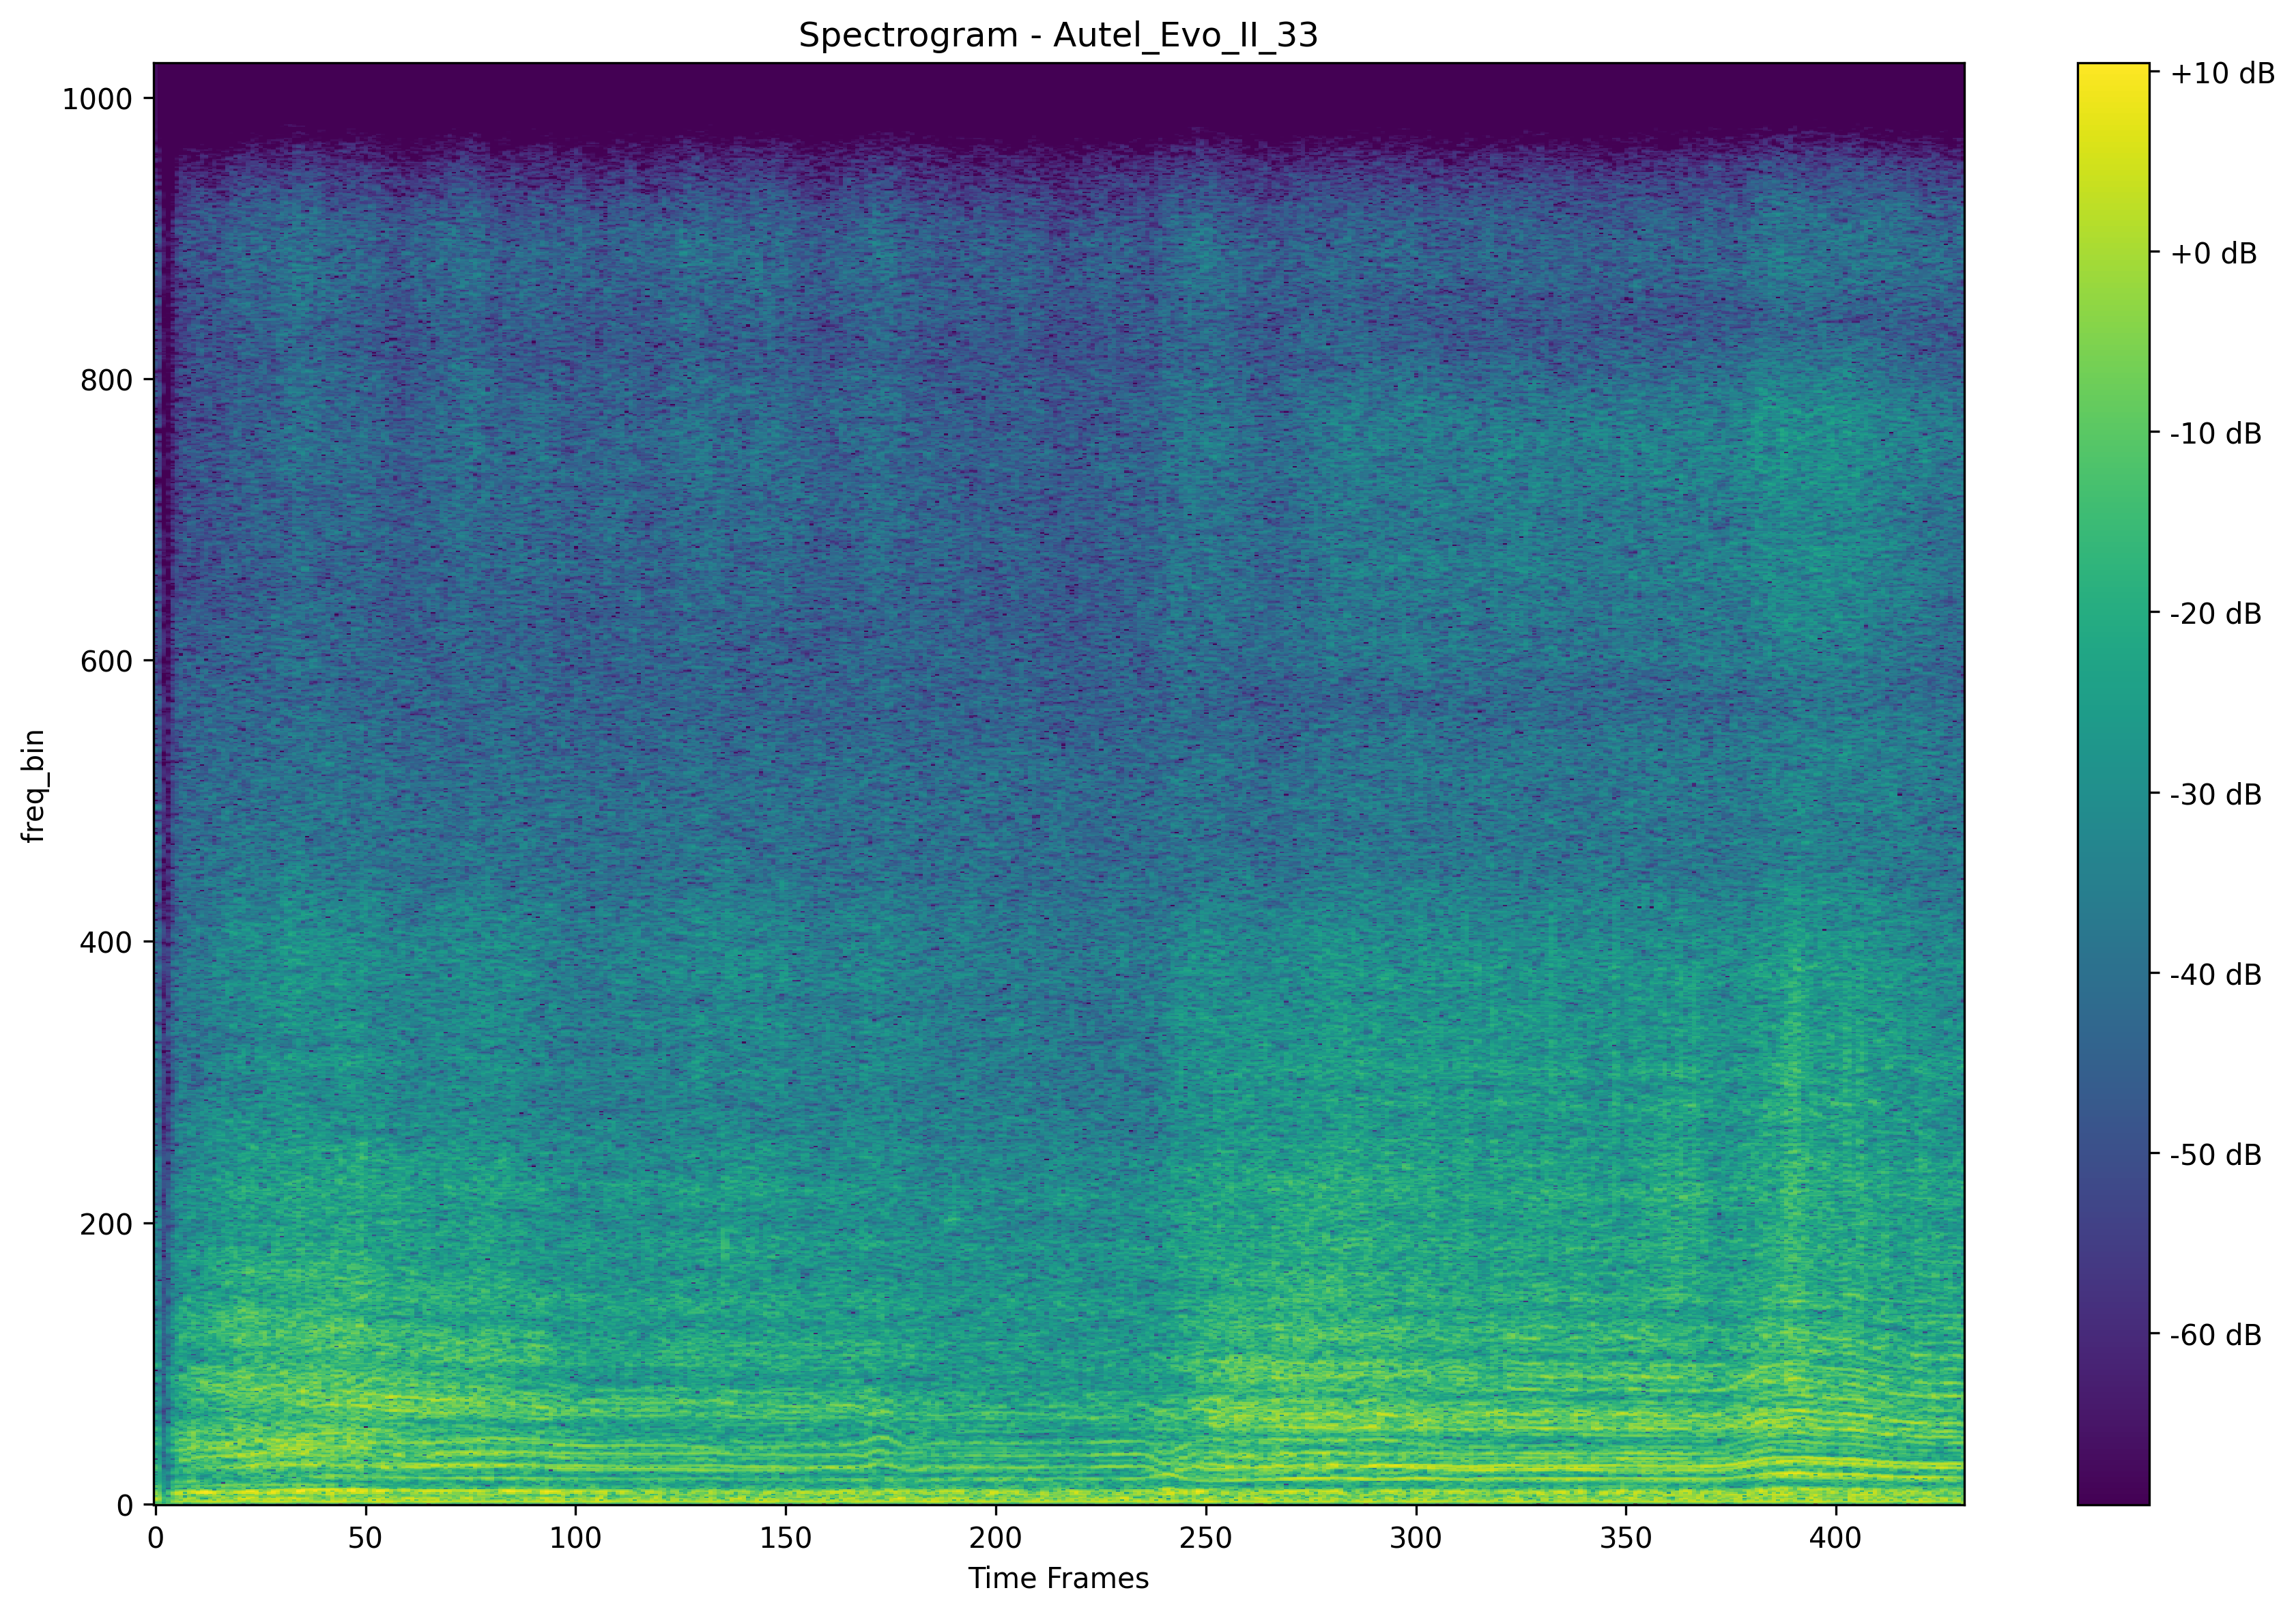 Spectrogram - Autel_Evo_II_33
1000
800
600
400
200
0
freq_bin
0 50 100 150 200 250 300 350 400
Time Frames
+10 dB
+0 dB
-10 dB
-20 dB
-30 dB
-40 dB
-50 dB
-60 dB